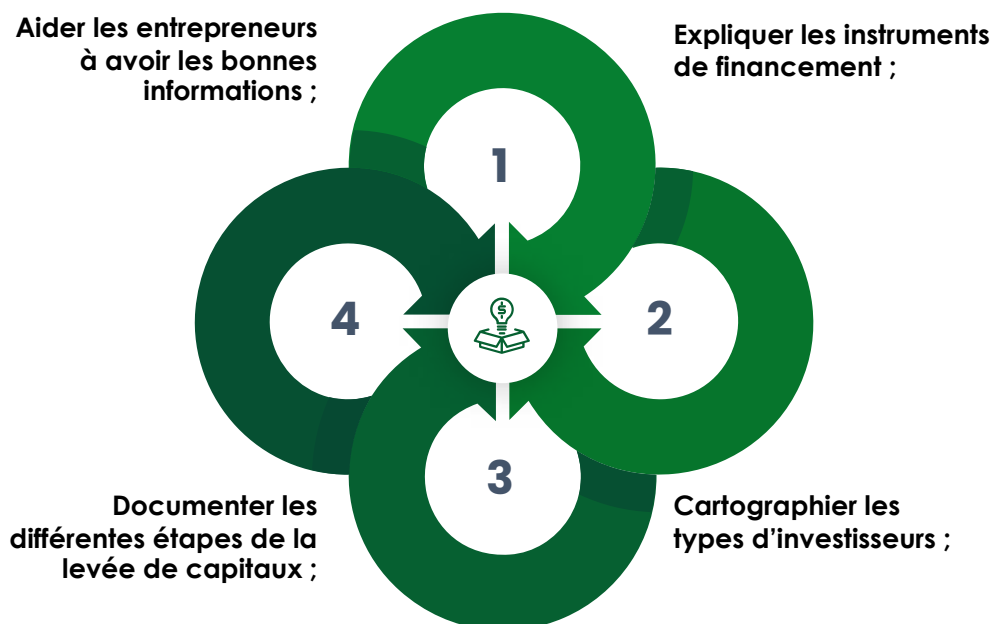 Aider les entrepreneurs
à avoir les bonnes
informations ;
Expliquer les instruments
de financement ;
1
4
$
2
3
Documenter les
différentes étapes de la
levée de capitaux ;
Cartographier les
types d’investisseurs ;